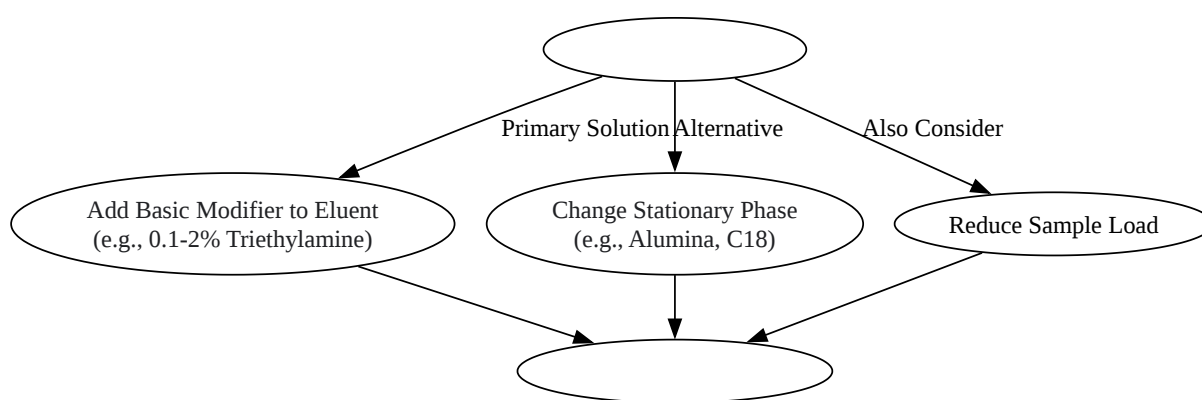 Primary Solution
Alternative
Also Consider
Add Basic Modifier to Eluent
(e.g., 0.1-2% Triethylamine)
Change Stationary Phase
(e.g., Alumina, C18)
Reduce Sample Load